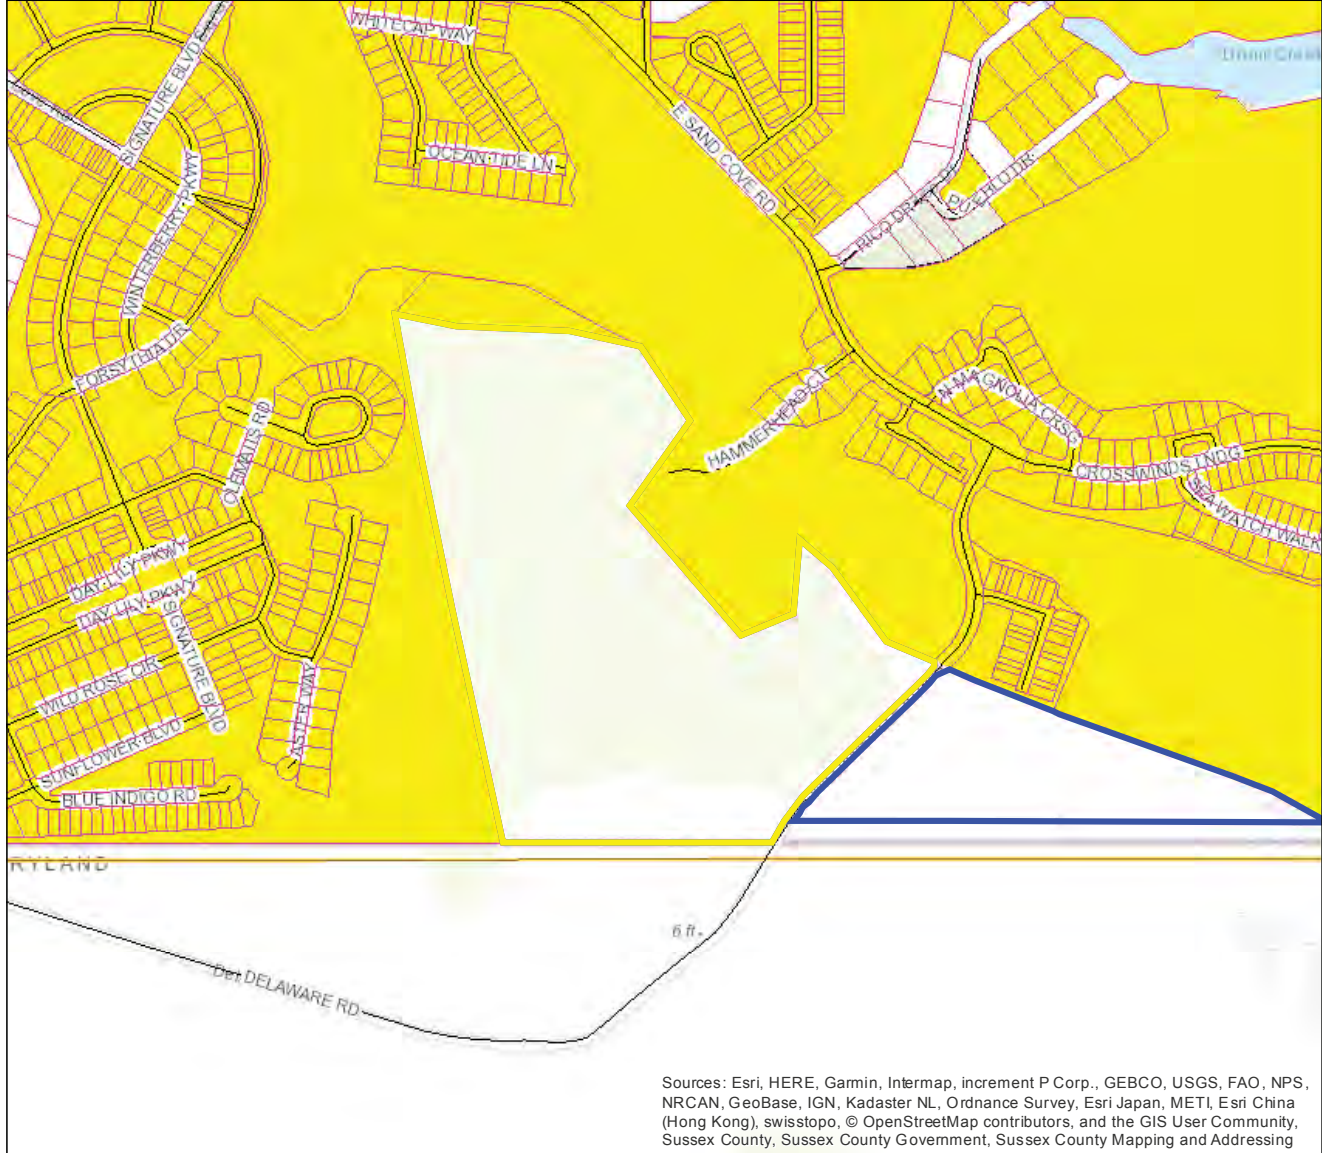 WHITECAP WAY
SIGNATURE BLVD
E SAND COVE RD
OCEAN TIDE LN
WINTERBERRY PKWY
RICO DR
PUEBLO DR
FORSYTHIA DR
HAMMERHEAD CT
N MAGNOLIA CRSG
CROSSWINDS LNDG
SEA WATCH WALK
CLEMATIS RD
DAY LILY PKWY
DAY LILY PKWY
SIGNATURE BLVD
WILD ROSE CIR
ASTER WAY
SUNFLOWER BLVD
BLUE INDIGO RD
RYLAND
6 ft.
Del DELAWARE RD
Sources: Esri, HERE, Garmin, Intermap, increment P Corp., GEBCO, USGS, FAO, NPS,
NRCAN, GeoBase, IGN, Kadaster NL, Ordnance Survey, Esri Japan, METI, Esri China
(Hong Kong), swisstopo, © OpenStreetMap contributors, and the GIS User Community,
Sussex County, Sussex County Government, Sussex County Mapping and Addressing